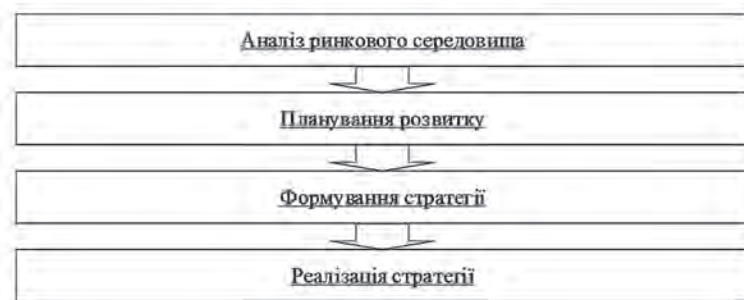 Аналіз ринкового середовища
Планування розвитку
Формування стратегії
Реалізація стратегії